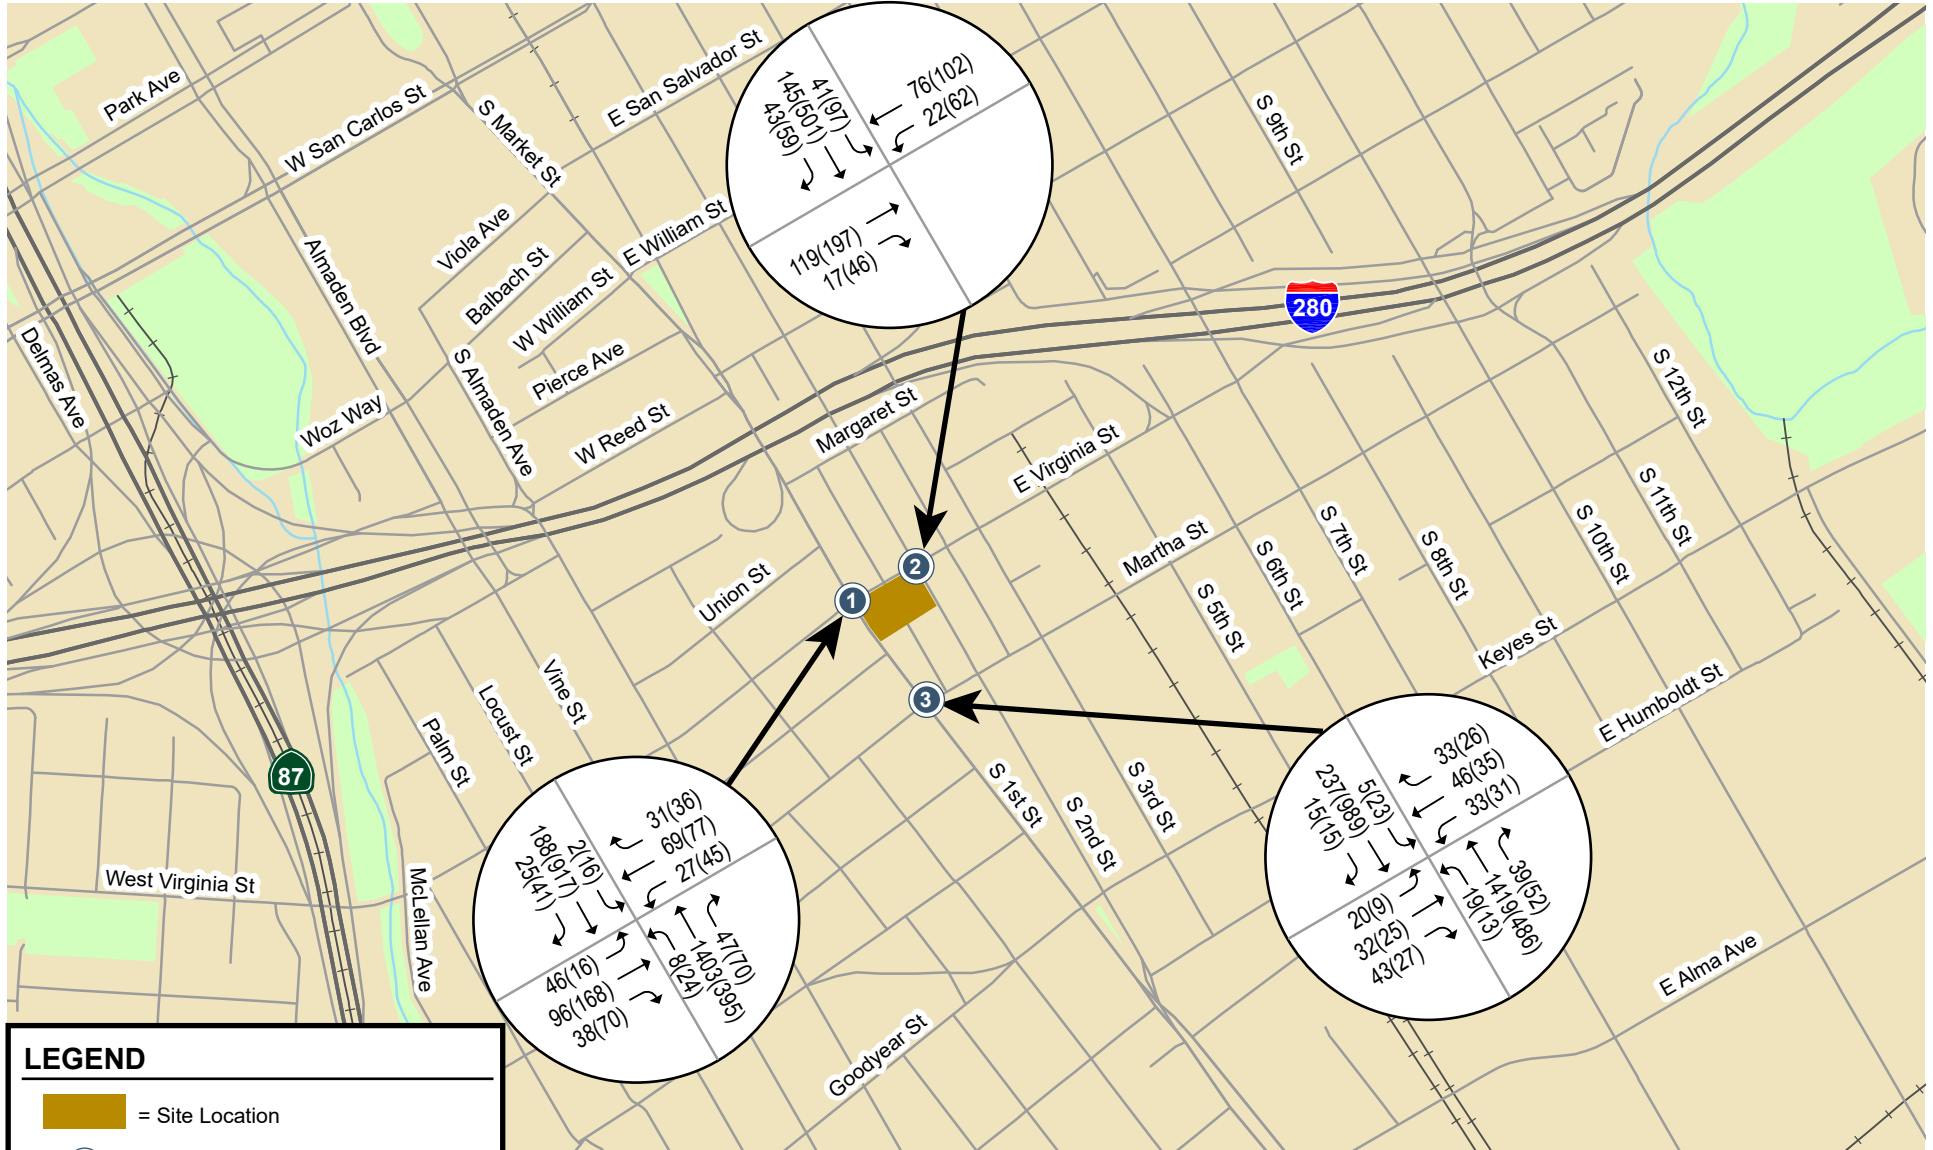 Park Ave
W San Carlos St
S Market St
E San Salvador St
145(501)
41(97)
43(59)
76(102)
22(62)
119(197)
17(46)
S 9th St
280
Viola Ave
Balbach St
W William St
E William St
Almaden Blvd
Pierce Ave
Delmas Ave
Woz Way
S Almaden Ave
W Reed St
Margaret St
E Virginia St
S 12th St
S 11th St
S 10th St
S 7th St
S 8th St
Martha St
S 6th St
S 5th St
Union St
1
2
3
Keyes St
E Humboldt St
Vine St
Locust St
Palm St
87
West Virginia St
McLellan Ave
S 1st St
S 2nd St
S 3rd St
188(917)
2(16)
25(41)
31(36)
69(77)
27(45)
46(16)
96(168)
38(70)
8(24)
1403(395)
47(70)
237(989)
5(23)
15(15)
33(26)
46(35)
33(31)
20(9)
32(25)
43(27)
19(13)
1419(486)
39(52)
E Alma Ave
Goodyear St
LEGEND
= Site Location